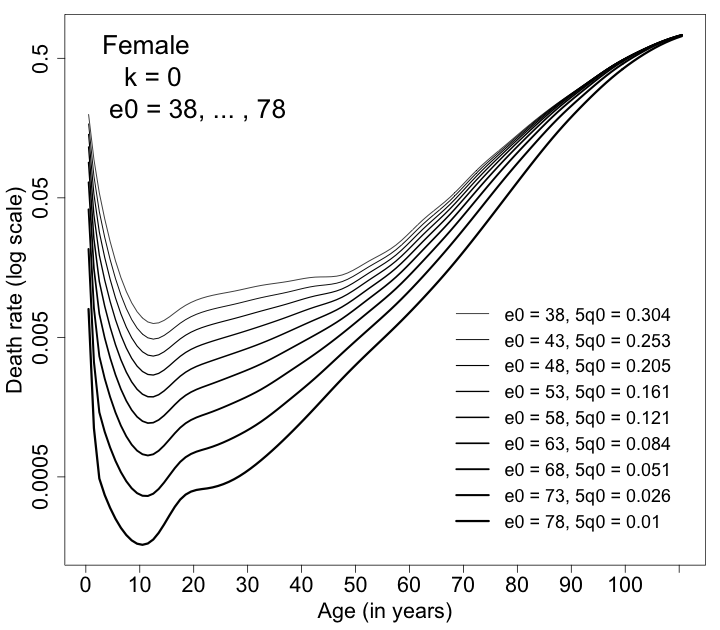 Female
k = 0
e0 = 38, ... , 78
Death rate (log scale)
0.5
0.05
0.005
0.0005
e0 = 38, 5q0 = 0.304
e0 = 43, 5q0 = 0.253
e0 = 48, 5q0 = 0.205
e0 = 53, 5q0 = 0.161
e0 = 58, 5q0 = 0.121
e0 = 63, 5q0 = 0.084
e0 = 68, 5q0 = 0.051
e0 = 73, 5q0 = 0.026
e0 = 78, 5q0 = 0.01
0 10 20 30 40 50 60 70 80 90 100
Age (in years)